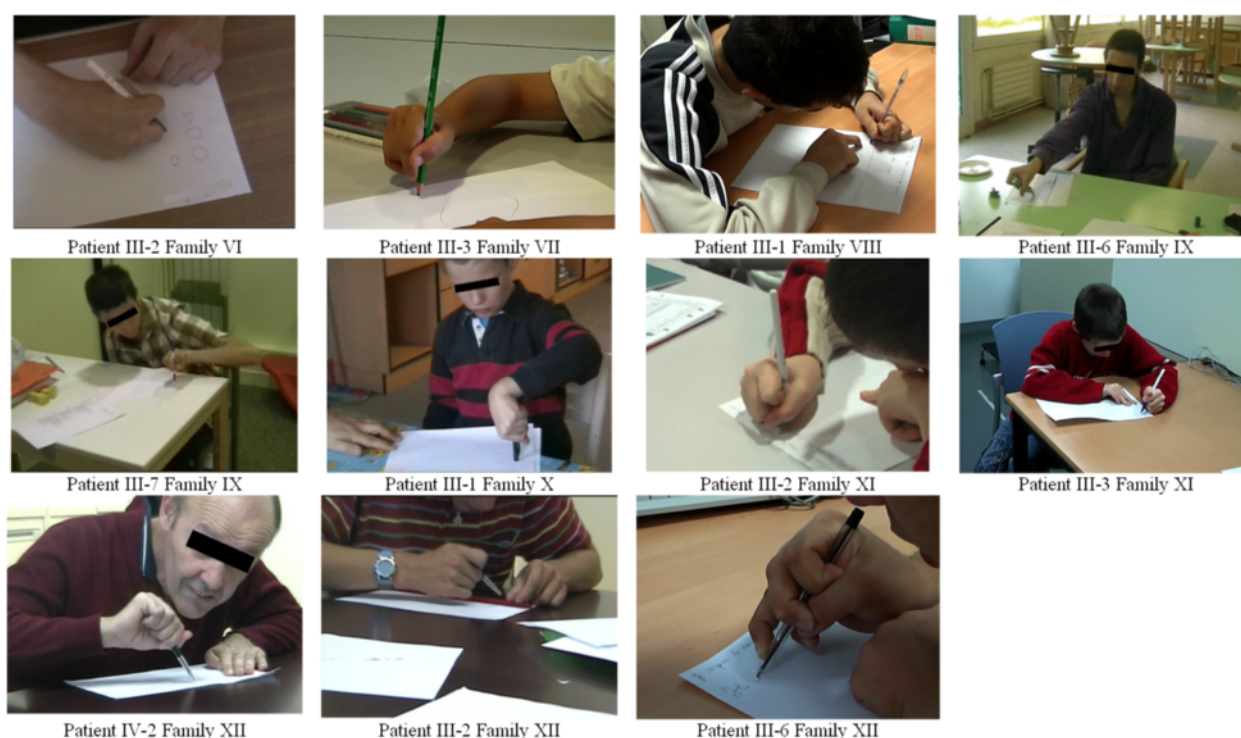 Patient III-2 Family VI
Patient III-3 Family VII
Patient III-1 Family VIII
Patient III-6 Family IX
Patient III-7 Family IX
Patient III-1 Family X
Patient III-2 Family XI
Patient III-3 Family XI
Patient IV-2 Family XII
Patient III-2 Family XII
Patient III-6 Family XII